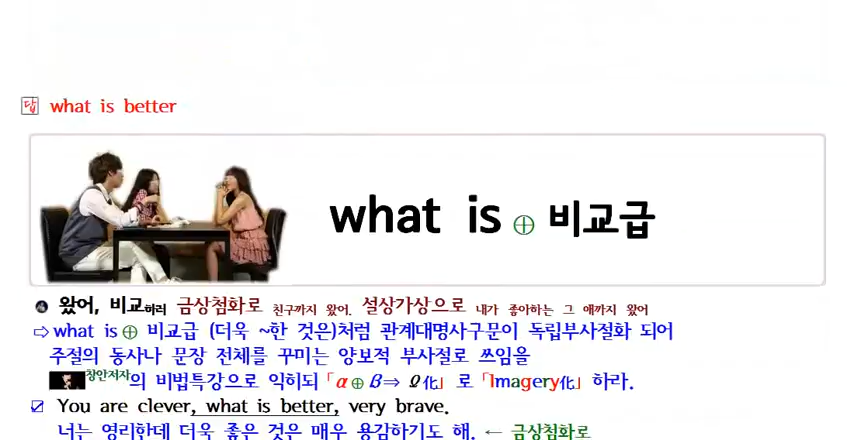 답 what is better
what is ⊕ 비교급
왔어, 비교하러 금상첨화로 친구까지 왔어. 설상가상으로 내가 좋아하는 그 애까지 왔어
⇨ what is ⊕ 비교급 (더욱 ~한 것은)처럼 관계대명사구문이 독립부사절화 되어
주절의 동사나 문장 전체를 꾸미는 양보적 부사절로 쓰임을
창안저자의 비법특강으로 익히되 「α ⊕ β ⇒ Ω 化」 로 「Imagery化」 하라.
☑ You are clever, what is better, very brave.
너는 영리한데 더욱 좋은 것은 매우 용감하기도 해. ← 금상첨화로